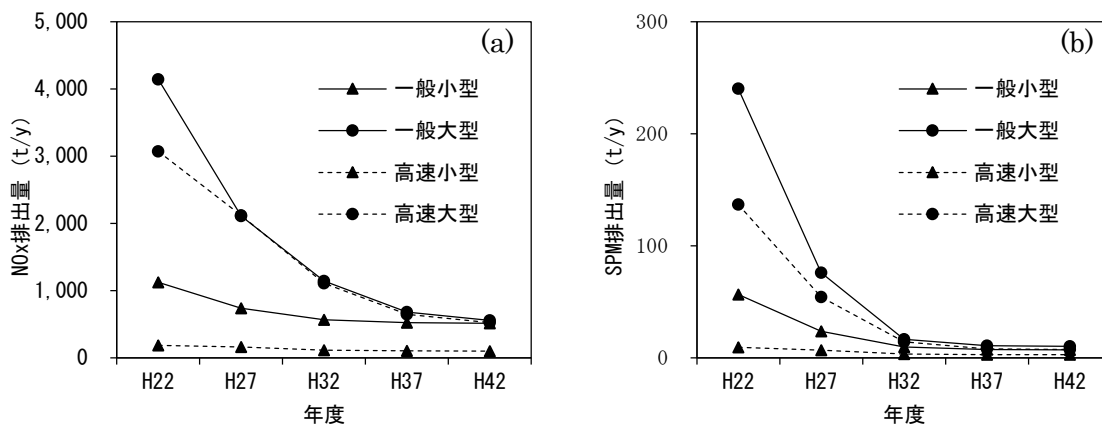 (a)
NOx排出量 (t/y)
5,000
4,000
3,000
2,000
1,000
0
一般小型
一般大型
高速小型
高速大型
H22 H27 H32 H37 H42
年度
(b)
SPM排出量 (t/y)
300
200
100
0
一般小型
一般大型
高速小型
高速大型
H22 H27 H32 H37 H42
年度